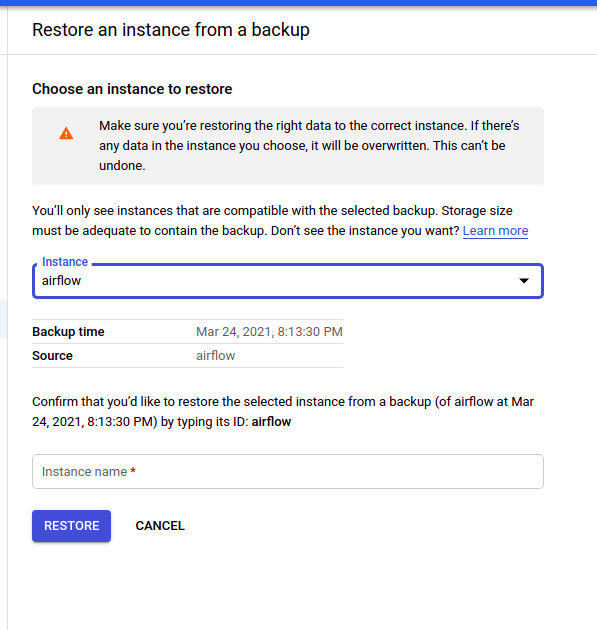 Restore an instance from a backup
Choose an instance to restore
Make sure you’re restoring the right data to the correct instance. If there’s
any data in the instance you choose, it will be overwritten. This can’t be
undone.
You’ll only see instances that are compatible with the selected backup. Storage size
must be adequate to contain the backup. Don’t see the instance you want? Learn more
Instance
airflow
Backup time Mar 24, 2021, 8:13:30 PM
Source airflow
Confirm that you’d like to restore the selected instance from a backup (of airflow at Mar
24, 2021, 8:13:30 PM) by typing its ID: airflow
Instance name *
RESTORE CANCEL